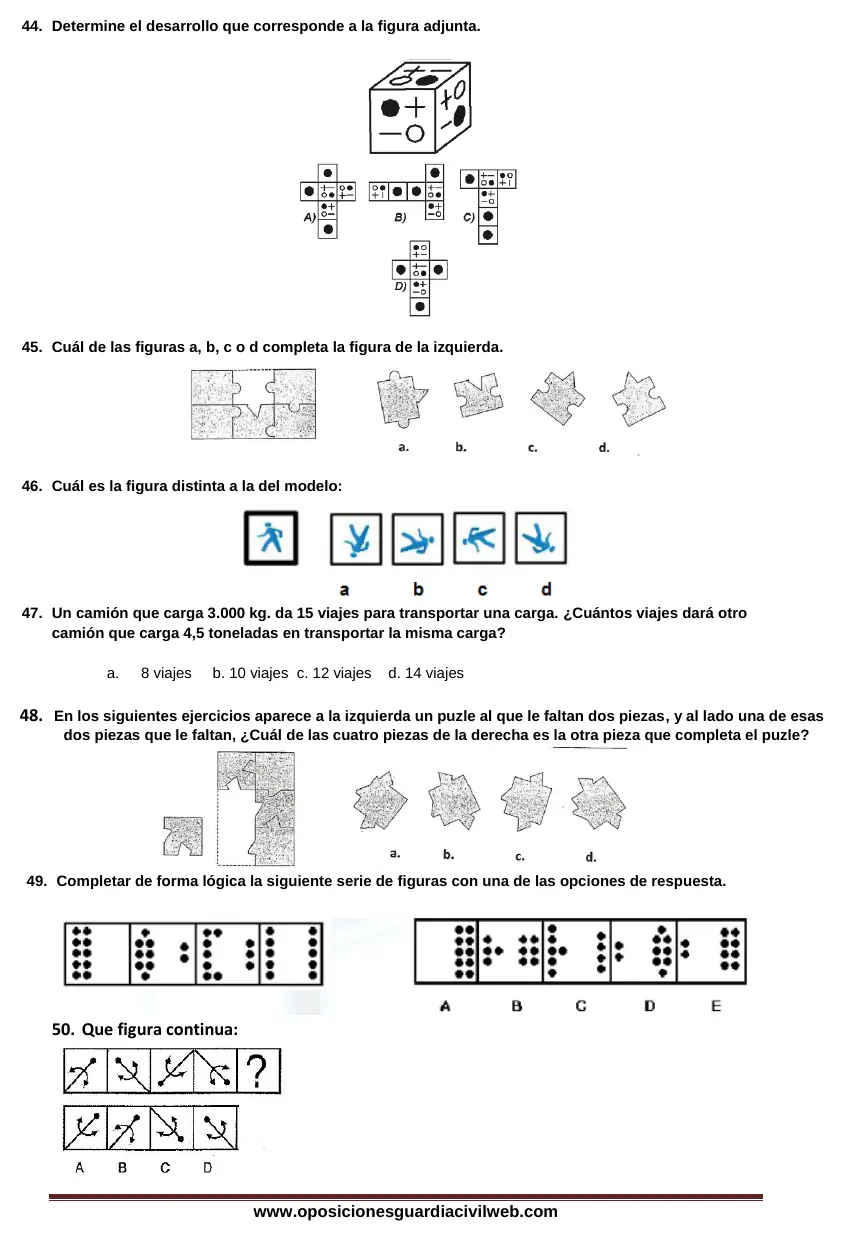 44. Determine el desarrollo que corresponde a la figura adjunta.
A)
B)
C)
D)
45. Cuál de las figuras a, b, c o d completa la figura de la izquierda.
a. b. c. d.
46. Cuál es la figura distinta a la del modelo:
a b c d
47. Un camión que carga 3.000 kg. da 15 viajes para transportar una carga. ¿Cuántos viajes dará otro
camión que carga 4,5 toneladas en transportar la misma carga?
a. 8 viajes b. 10 viajes c. 12 viajes d. 14 viajes
48. En los siguientes ejercicios aparece a la izquierda un puzle al que le faltan dos piezas, y al lado una de esas
dos piezas que le faltan, ¿Cuál de las cuatro piezas de la derecha es la otra pieza que completa el puzle?
a. b. c. d.
49. Completar de forma lógica la siguiente serie de figuras con una de las opciones de respuesta.
A B C D E
50. Que figura continua:
?
A B C D
www.oposicionesguardiacivilweb.com